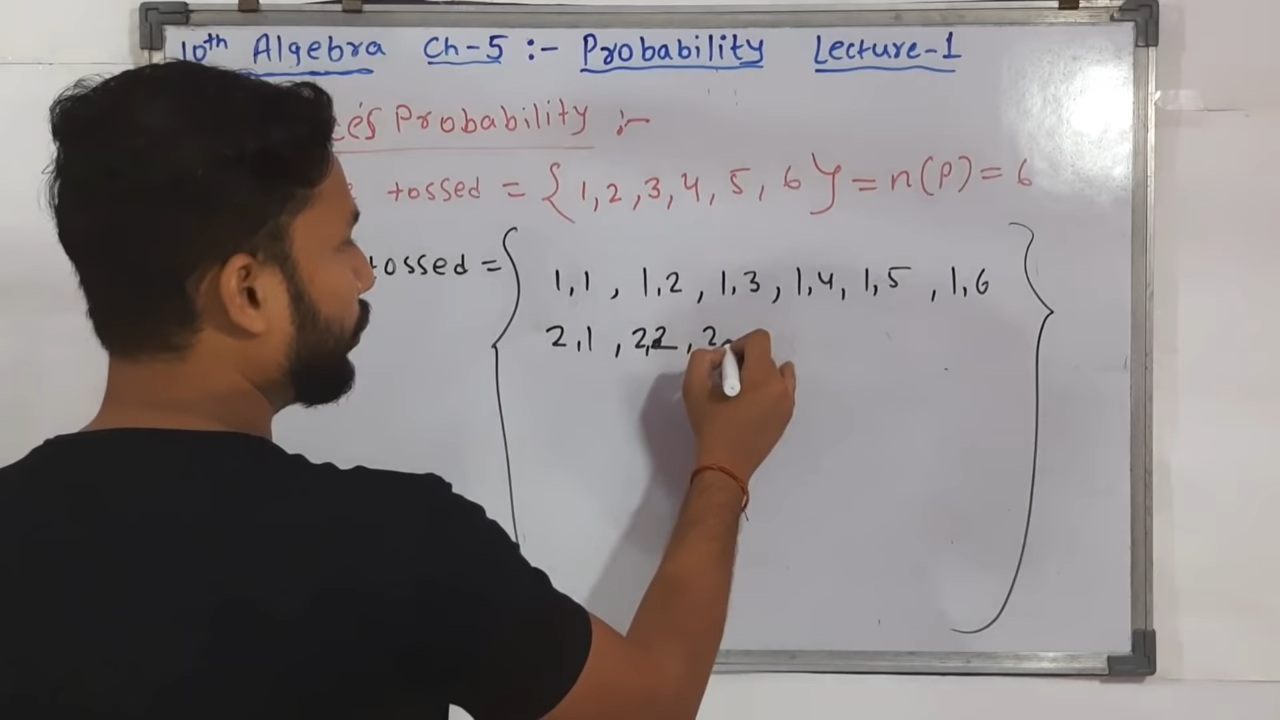 10th Algebra Ch-5 :- Probability Lecture-1
Probability :-
tossed = {1,2,3,4,5,6} = n(P) = 6
tossed = { 1,1 , 1,2 , 1,3 , 1,4, 1,5 , 1,6
2,1 , 2,2 , 2 }